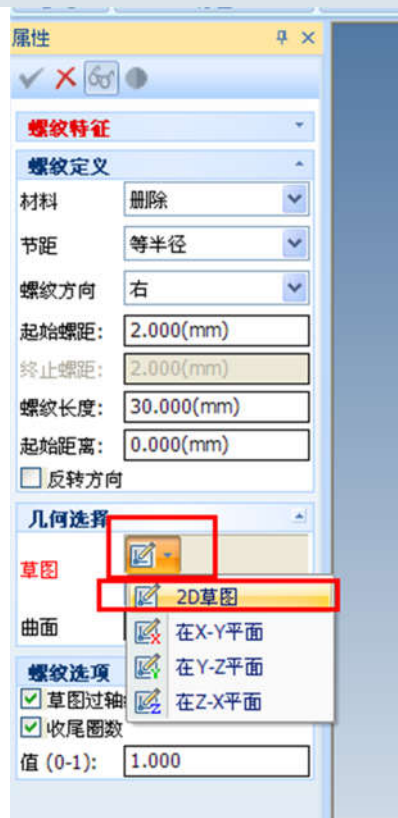 属性
螺纹特征
螺纹定义
材料 删除
节距 等半径
螺纹方向 右
起始螺距: 2.000(mm)
终止螺距: 2.000(mm)
螺纹长度: 30.000(mm)
起始距离: 0.000(mm)
反转方向
几何选择
草图
2D草图
曲面
在X-Y平面
在Y-Z平面
在Z-X平面
螺纹选项
草图过轴
收尾圈数
值 (0-1): 1.000